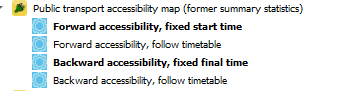 Public transport accessibility map (former summary statistics)
Forward accessibility, fixed start time
Forward accessibility, follow timetable
Backward accessibility, fixed final time
Backward accessibility, follow timetable